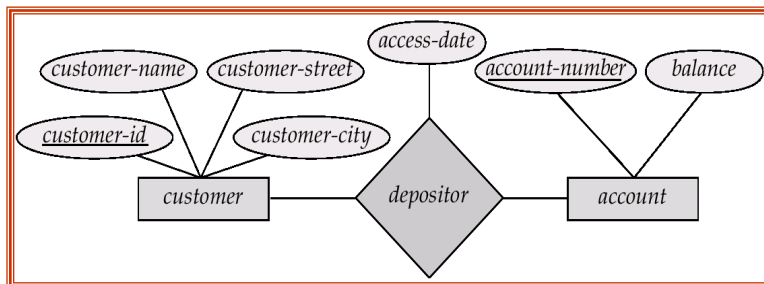 access-date
customer-name customer-street account-number balance
customer-id customer-city
customer depositor account